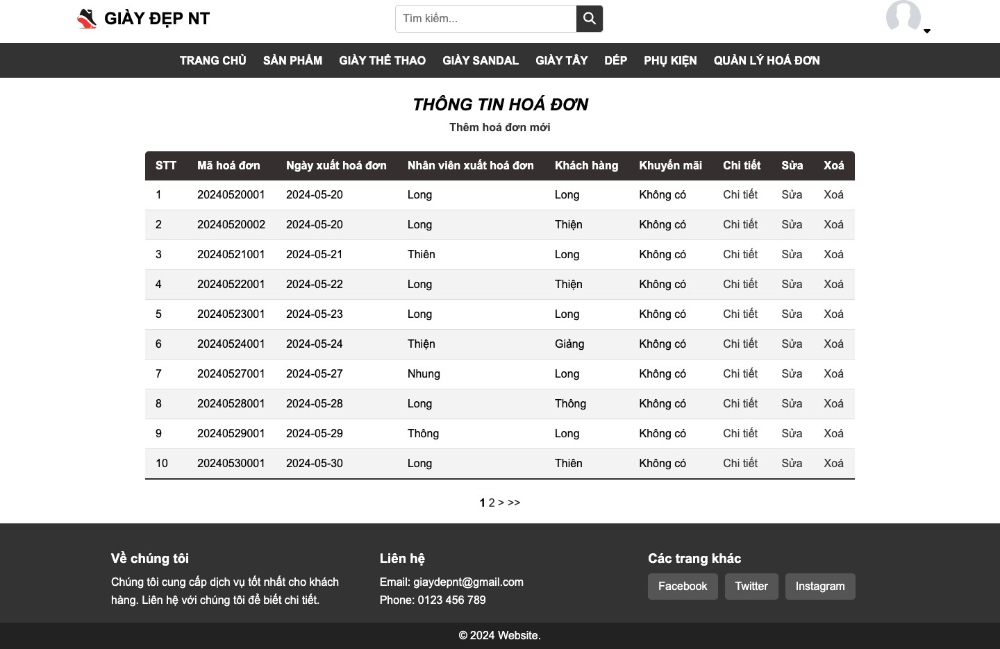 GIÀY ĐẸP NT
Tìm kiếm...
TRANG CHỦ SẢN PHẨM GIÀY THỂ THAO GIÀY SANDAL GIÀY TÂY DÉP PHỤ KIỆN QUẢN LÝ HOÁ ĐƠN
THÔNG TIN HOÁ ĐƠN
Thêm hoá đơn mới
STT Mã hoá đơn Ngày xuất hoá đơn Nhân viên xuất hoá đơn Khách hàng Khuyến mãi Chi tiết Sửa Xoá
1 20240520001 2024-05-20 Long Long Không có Chi tiết Sửa Xoá
2 20240520002 2024-05-20 Long Thiện Không có Chi tiết Sửa Xoá
3 20240521001 2024-05-21 Thiên Long Không có Chi tiết Sửa Xoá
4 20240522001 2024-05-22 Long Thiện Không có Chi tiết Sửa Xoá
5 20240523001 2024-05-23 Long Long Không có Chi tiết Sửa Xoá
6 20240524001 2024-05-24 Thiện Giảng Không có Chi tiết Sửa Xoá
7 20240527001 2024-05-27 Nhung Long Không có Chi tiết Sửa Xoá
8 20240528001 2024-05-28 Long Thông Không có Chi tiết Sửa Xoá
9 20240529001 2024-05-29 Thông Long Không có Chi tiết Sửa Xoá
10 20240530001 2024-05-30 Long Thiên Không có Chi tiết Sửa Xoá
1 2 > >>
Về chúng tôi
Chúng tôi cung cấp dịch vụ tốt nhất cho khách
hàng. Liên hệ với chúng tôi để biết chi tiết.
Liên hệ
Email: giaydepnt@gmail.com
Phone: 0123 456 789
Các trang khác
Facebook Twitter Instagram
© 2024 Website.